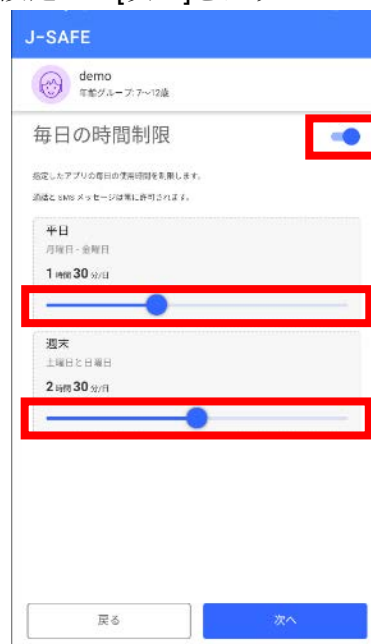 J-SAFE
demo
年齢グループ: 7～12歳
毎日の時間制限
指定したアプリの毎日の使用時間を制限します。
通話と SMS メッセージは常に許可されます。
平日
月曜日 - 金曜日
1 時間 30 分/日
週末
土曜日と日曜日
2 時間 30 分/日
戻る
次へ